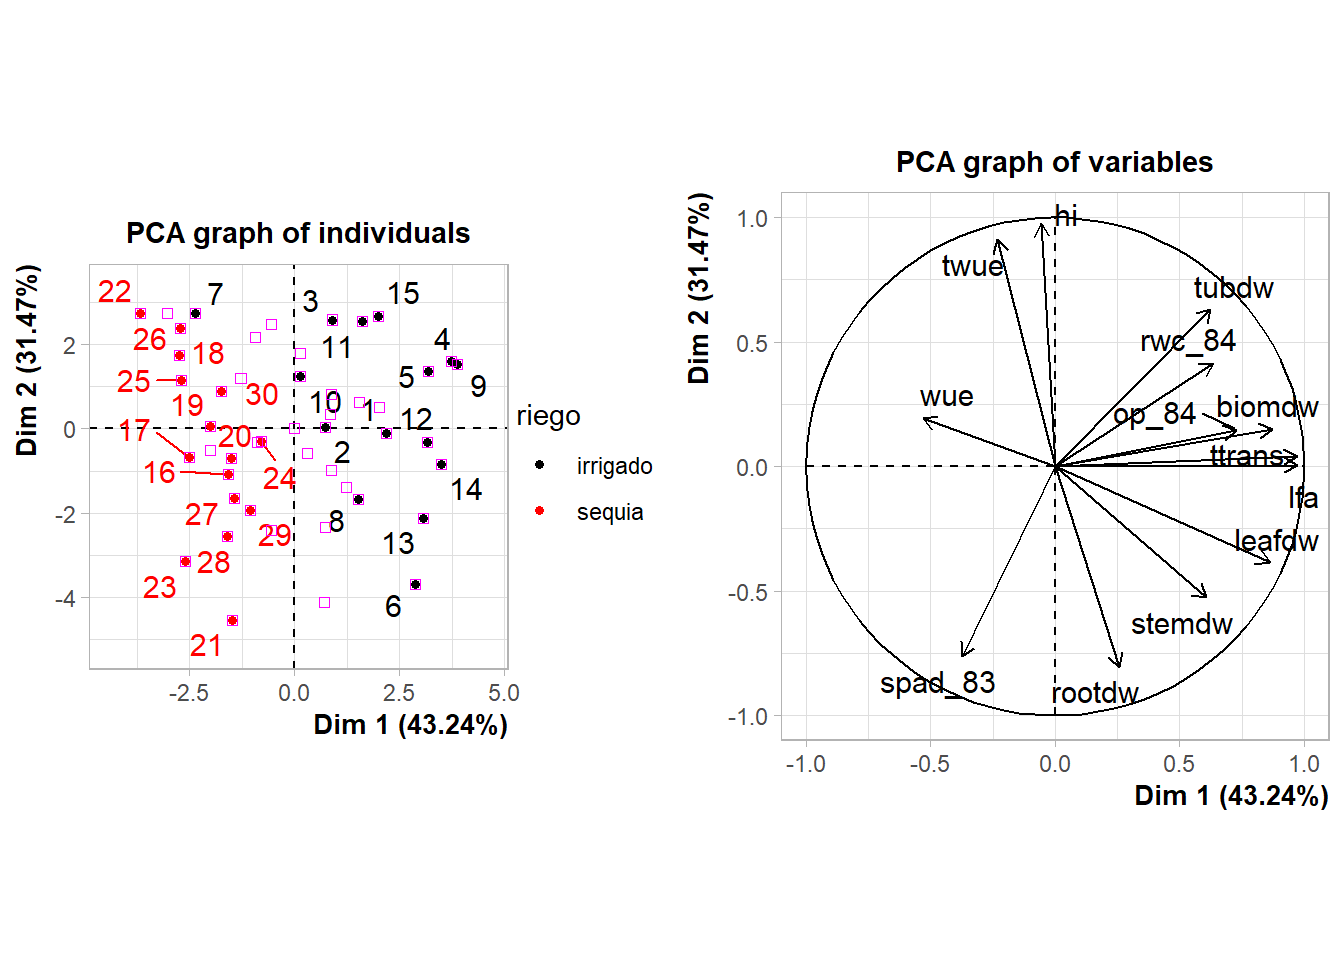 PCA graph of individuals
Dim 2 (31.47%)
2
0
-2
-4
22
7
3
15
26
18
11
4
25
5
9
19
30
10
1
12
17
20
2
16
24
14
27
29
8
13
28
23
6
21
-2.5
0.0
2.5
5.0
Dim 1 (43.24%)
riego
irrigado
sequia
PCA graph of variables
Dim 2 (31.47%)
1.0
0.5
0.0
-0.5
-1.0
hi
twue
tubdw
rwc_84
wue
op_84
biomdw
ttrans
lfa
leafdw
stemdw
spad_83
rootdw
-1.0
-0.5
0.0
0.5
1.0
Dim 1 (43.24%)